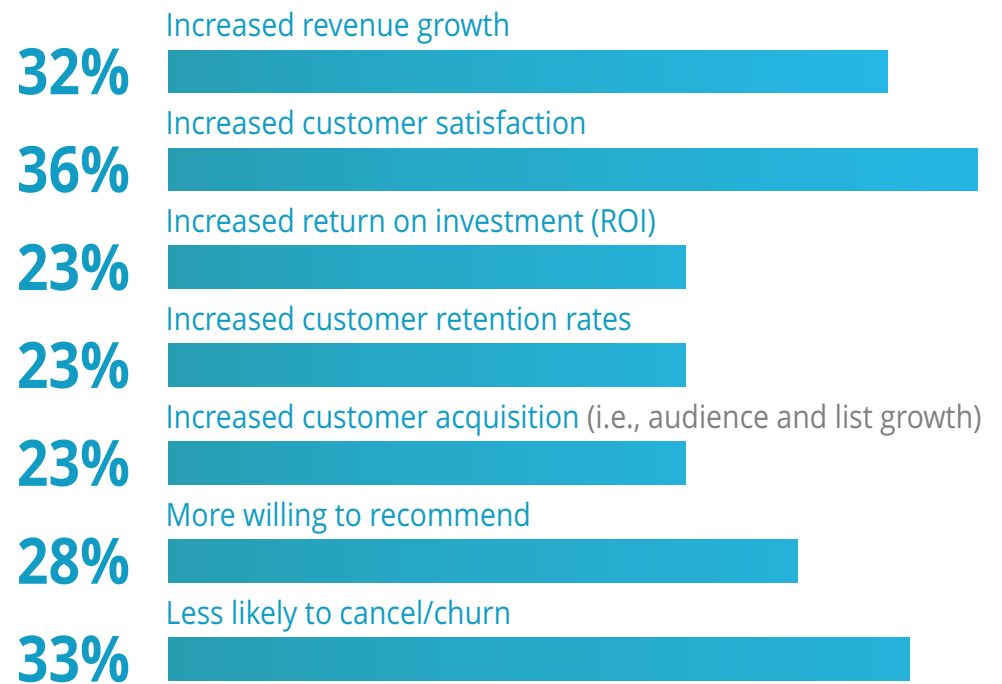 Increased revenue growth
32%
Increased customer satisfaction
36%
Increased return on investment (ROI)
23%
Increased customer retention rates
23%
Increased customer acquisition (i.e., audience and list growth)
23%
More willing to recommend
28%
Less likely to cancel/churn
33%